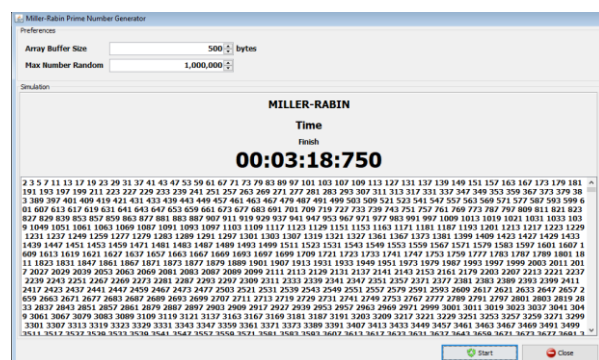 Miller-Rabin Prime Number Generator
Preferences
Array Buffer Size 500 bytes
Max Number Random 1,000,000
Simulation
MILLER-RABIN
Time
Finish
00:03:18:750
2 3 5 7 11 13 17 19 23 29 31 37 41 43 47 53 59 61 67 71 73 79 83 89 97 101 103 107 109 113 127 131 137 139 149 151 157 163 167 173 179 181
191 193 197 199 211 223 227 229 233 239 241 251 257 263 269 271 277 281 283 293 307 311 313 317 331 337 347 349 353 359 367 373 379 38
3 389 397 401 409 419 421 431 433 439 443 449 457 461 463 467 479 487 491 499 503 509 521 523 541 547 557 563 569 571 577 587 593 599 6
01 607 613 617 619 631 641 643 647 653 659 661 673 677 683 691 701 709 719 727 733 739 743 751 757 761 769 773 787 797 809 811 821 823
827 829 839 853 857 859 863 877 881 883 887 907 911 919 929 937 941 947 953 967 971 977 983 991 997 1009 1013 1019 1021 1031 1033 103
9 1049 1051 1061 1063 1069 1087 1091 1093 1097 1103 1109 1117 1123 1129 1151 1153 1163 1171 1181 1187 1193 1201 1213 1217 1223 1229
1231 1237 1249 1259 1277 1279 1283 1289 1291 1297 1301 1303 1307 1319 1321 1327 1361 1367 1373 1381 1399 1409 1423 1427 1429 1433
1439 1447 1451 1453 1459 1471 1481 1483 1487 1489 1493 1499 1511 1523 1531 1543 1549 1553 1559 1567 1571 1579 1583 1597 1601 1607 1
609 1613 1619 1621 1627 1637 1657 1663 1667 1669 1693 1697 1699 1709 1721 1723 1733 1741 1747 1753 1759 1777 1783 1787 1789 1801 18
11 1823 1831 1847 1861 1867 1871 1873 1877 1879 1889 1901 1907 1913 1931 1933 1949 1951 1973 1979 1987 1993 1997 1999 2003 2011 201
7 2027 2029 2039 2053 2063 2069 2081 2083 2087 2089 2099 2111 2113 2129 2131 2137 2141 2143 2153 2161 2179 2203 2207 2213 2221 2237
2239 2243 2251 2267 2269 2273 2281 2287 2293 2297 2309 2311 2333 2339 2341 2347 2351 2357 2371 2377 2381 2383 2389 2393 2399 2411
2417 2423 2437 2441 2447 2459 2467 2473 2477 2503 2521 2531 2539 2543 2549 2551 2557 2579 2591 2593 2609 2617 2621 2633 2647 2
659 2663 2671 2677 2683 2687 2689 2693 2699 2707 2711 2713 2719 2729 2731 2741 2749 2753 2767 2777 2789 2791 2797 2801 2803 2819 28
33 2837 2843 2851 2857 2861 2879 2887 2897 2903 2909 2917 2927 2939 2953 2957 2963 2969 2971 2999 3001 3011 3019 3023 3037 3041 304
9 3061 3067 3079 3083 3089 3109 3119 3121 3137 3163 3167 3169 3181 3187 3191 3203 3209 3217 3221 3229 3251 3253 3257 3259 3271 3299
3301 3307 3313 3319 3323 3329 3331 3343 3347 3359 3361 3371 3373 3389 3391 3407 3413 3433 3449 3457 3461 3463 3467 3469 3491 3499
Start Close